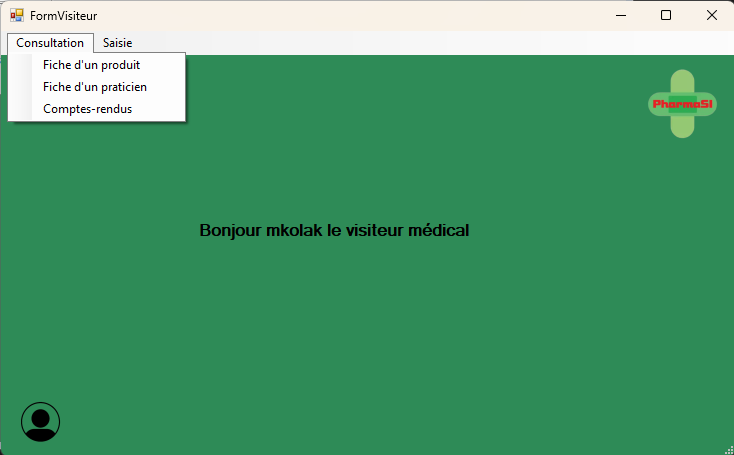 FormVisiteur
Consultation Saisie
Fiche d'un produit
Fiche d'un praticien
Comptes-rendus
PharmaSI
Bonjour mkolak le visiteur médical